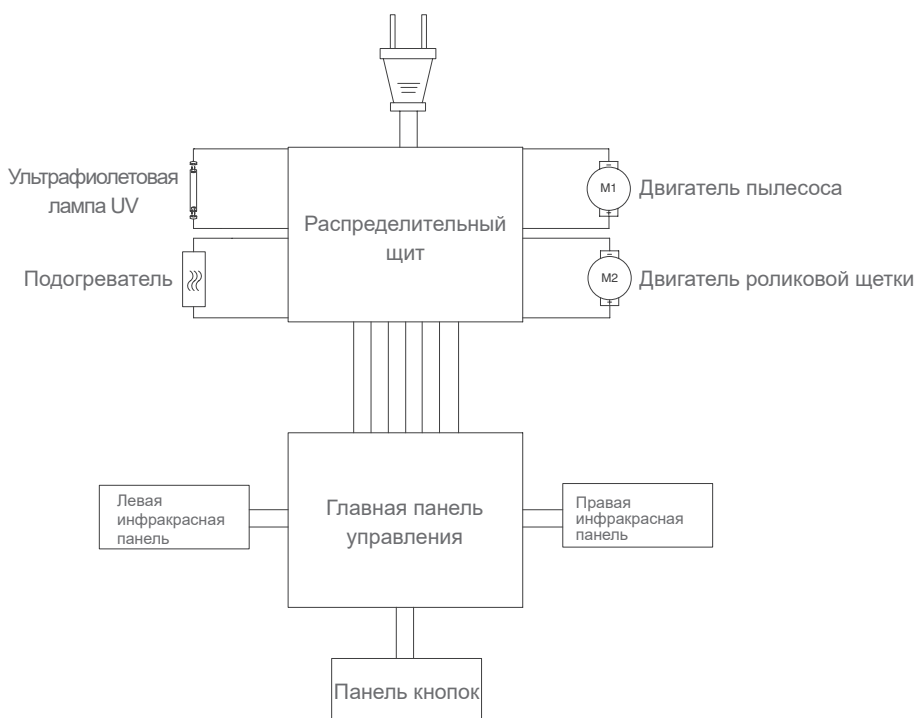 Ультрафиолетовая
лампа UV
M1
Двигатель пылесоса
Распределительный
щит
Подогреватель
M2
Двигатель роликовой щетки
Левая
инфракрасная
панель
Главная панель
управления
Правая
инфракрасная
панель
Панель кнопок